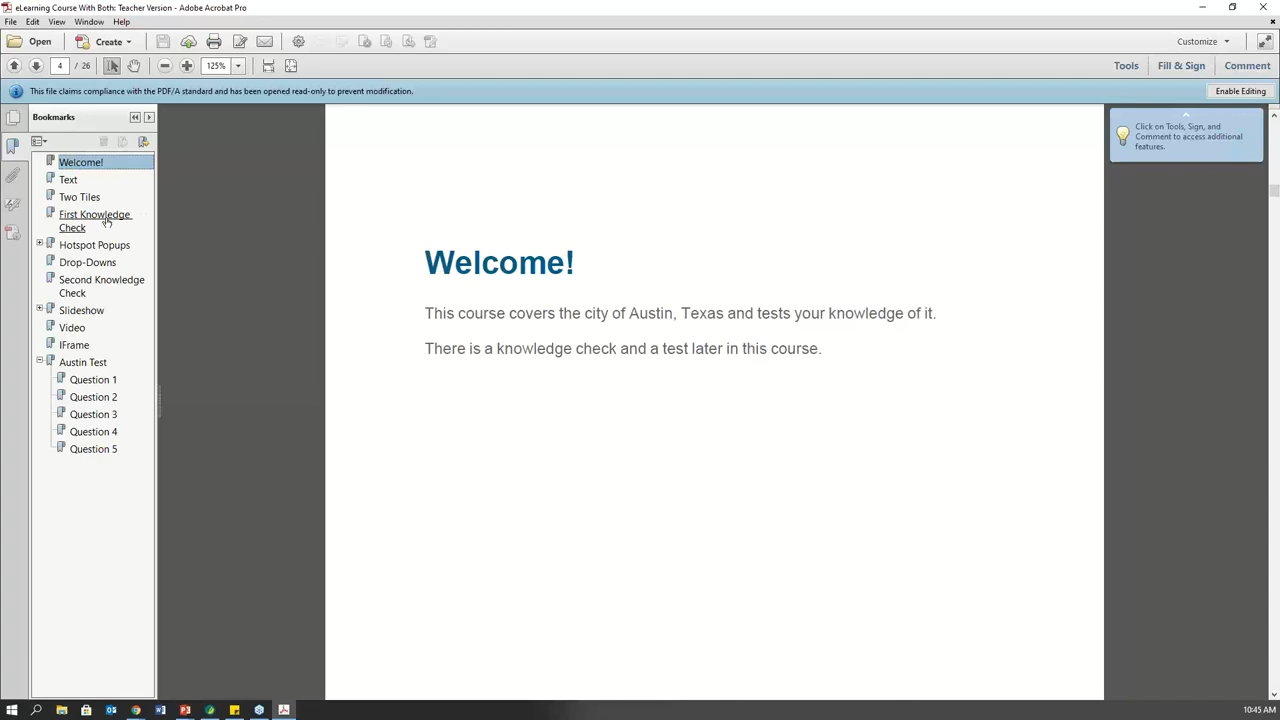 eLearning Course With Both: Teacher Version - Adobe Acrobat Pro
File Edit View Window Help
Open Create Customize
4 / 26 125% Tools Fill & Sign Comment
This file claims compliance with the PDF/A standard and has been opened read-only to prevent modification. Enable Editing
Bookmarks
Welcome!
Text
Two Tiles
First Knowledge
Check
Hotspot Popups
Drop-Downs
Second Knowledge
Check
Slideshow
Video
IFrame
Austin Test
Question 1
Question 2
Question 3
Question 4
Question 5
Welcome!
This course covers the city of Austin, Texas and tests your knowledge of it.
There is a knowledge check and a test later in this course.
Click on Tools, Sign, and
Comment to access additional
features.
10:45 AM